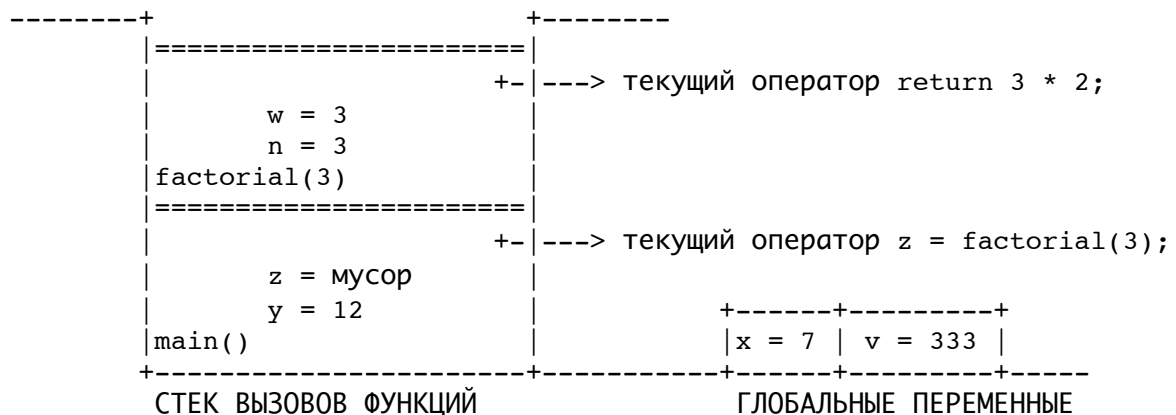 --------+ +---------
|=======================|
| +-|---> текущий оператор return 3 * 2;
| w = 3 |
| n = 3 |
|factorial(3) |
|=======================|
| +-|---> текущий оператор z = factorial(3);
| z = мусор |
| y = 12 | +------+---------+
|main() | |x = 7 | v = 333 |
+-----------------------+-----------+------+---------+-----
СТЕК ВЫЗОВОВ ФУНКЦИЙ ГЛОБАЛЬНЫЕ ПЕРЕМЕННЫЕ